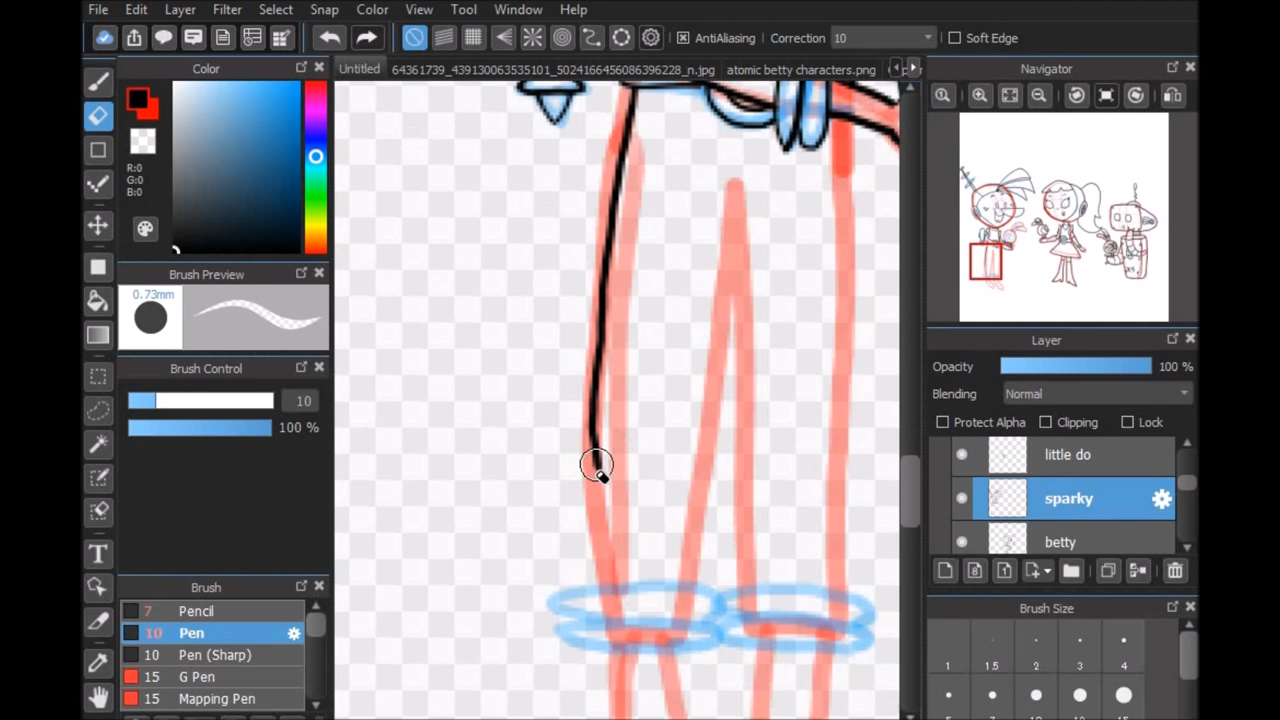 File Edit Layer Filter Select Snap Color View Tool Window Help
AntiAliasing Correction 10 Soft Edge
Color
Untitled 64361739_439130063535101_5024166456086396228_n.jpg atomic betty characters.png
Navigator
R:0
G:0
B:0
Brush Preview
0.73mm
Brush Control
10
100 %
Layer
Opacity 100 %
Blending Normal
Protect Alpha Clipping Lock
little do
sparky
betty
Brush
7 Pencil
10 Pen
10 Pen (Sharp)
15 G Pen
15 Mapping Pen
Brush Size
1 1.5 2 3 4